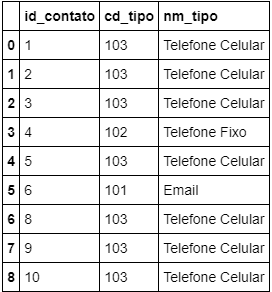 id_contato cd_tipo nm_tipo
0 1 103 Telefone Celular
1 2 103 Telefone Celular
2 3 103 Telefone Celular
3 4 102 Telefone Fixo
4 5 103 Telefone Celular
5 6 101 Email
6 8 103 Telefone Celular
7 9 103 Telefone Celular
8 10 103 Telefone Celular